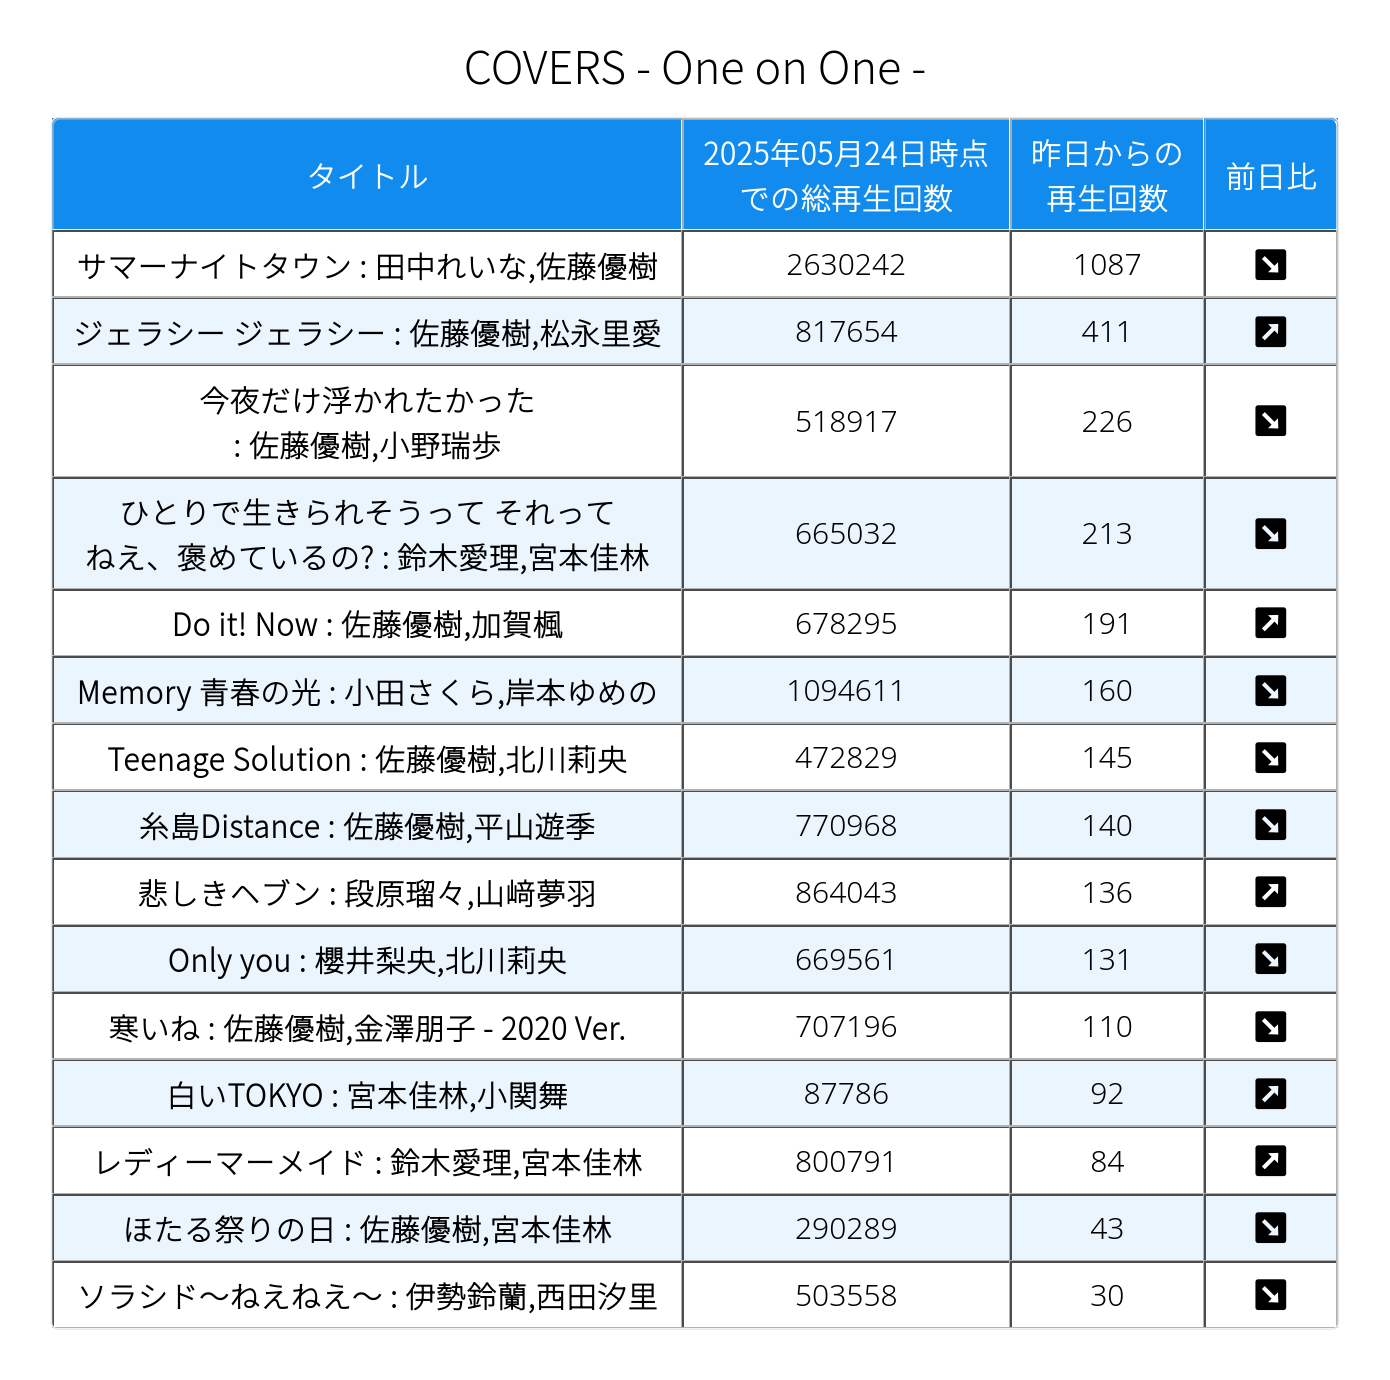 COVERS - One on One -
タイトル
2025年05月24日時点
での総再生回数
昨日からの
再生回数
前日比
サマーナイトタウン : 田中れいな,佐藤優樹
2630242
1087
ジェラシー ジェラシー : 佐藤優樹,松永里愛
817654
411
今夜だけ浮かれたかった
: 佐藤優樹,小野瑞歩
518917
226
ひとりで生きられそうって それって
ねえ、褒めているの? : 鈴木愛理,宮本佳林
665032
213
Do it! Now : 佐藤優樹,加賀楓
678295
191
Memory 青春の光 : 小田さくら,岸本ゆめの
1094611
160
Teenage Solution : 佐藤優樹,北川莉央
472829
145
糸島Distance : 佐藤優樹,平山遊季
770968
140
悲しきヘブン : 段原瑠々,山﨑夢羽
864043
136
Only you : 櫻井梨央,北川莉央
669561
131
寒いね : 佐藤優樹,金澤朋子 - 2020 Ver.
707196
110
白いTOKYO : 宮本佳林,小関舞
87786
92
レディーマーメイド : 鈴木愛理,宮本佳林
800791
84
ほたる祭りの日 : 佐藤優樹,宮本佳林
290289
43
ソラシド〜ねえねえ〜 : 伊勢鈴蘭,西田汐里
503558
30